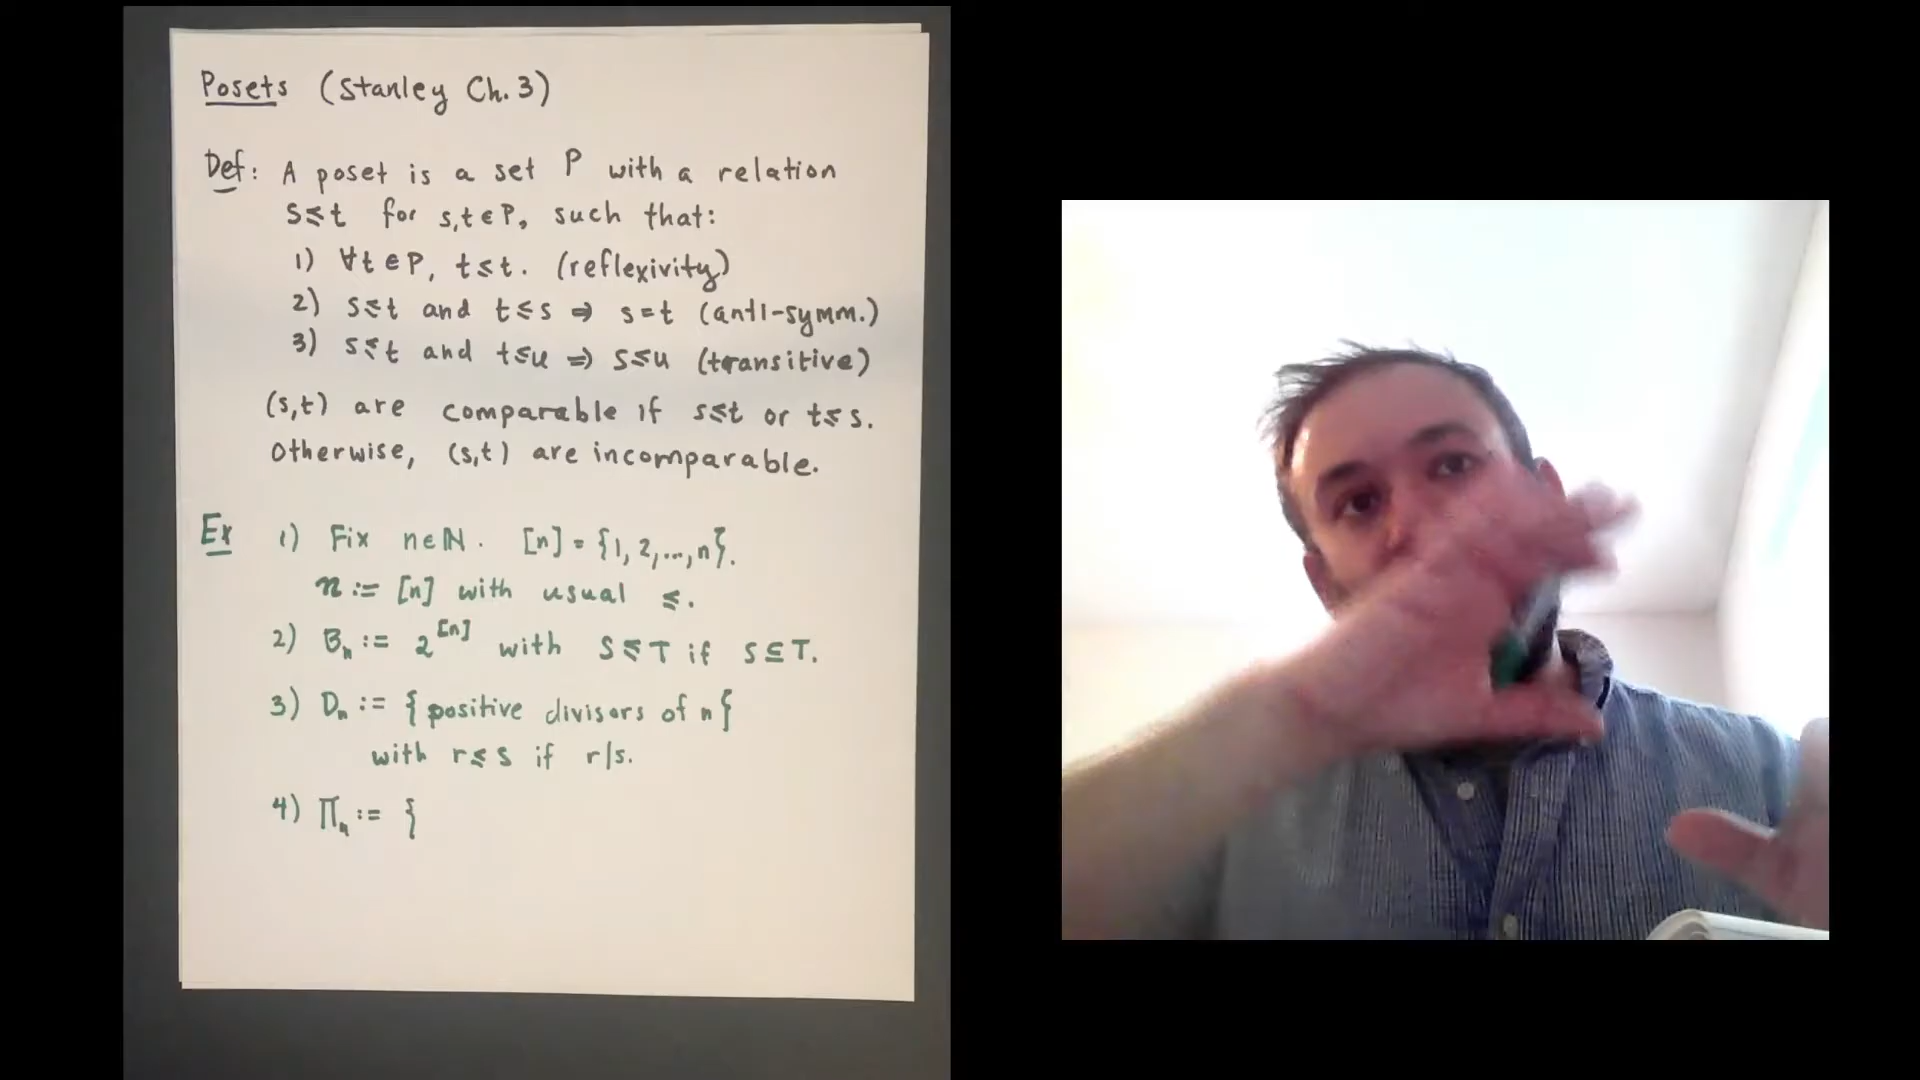 Posets (Stanley Ch. 3)
Def: A poset is a set P with a relation
s≤t for s,t∈P, such that:
1) ∀t∈P, t≤t. (reflexivity)
2) s≤t and t≤s ⇒ s=t (anti-symm.)
3) s≤t and t≤u ⇒ s≤u (transitive)
(s,t) are comparable if s≤t or t≤s.
Otherwise, (s,t) are incomparable.
Ex 1) Fix n∈ℕ. [n]={1,2,...,n}.
n := [n] with usual ≤.
2) Bₙ := 2^[n] with S≤T if S⊆T.
3) Dₙ := {positive divisors of n}
with r≤s if r|s.
4) Πₙ := {